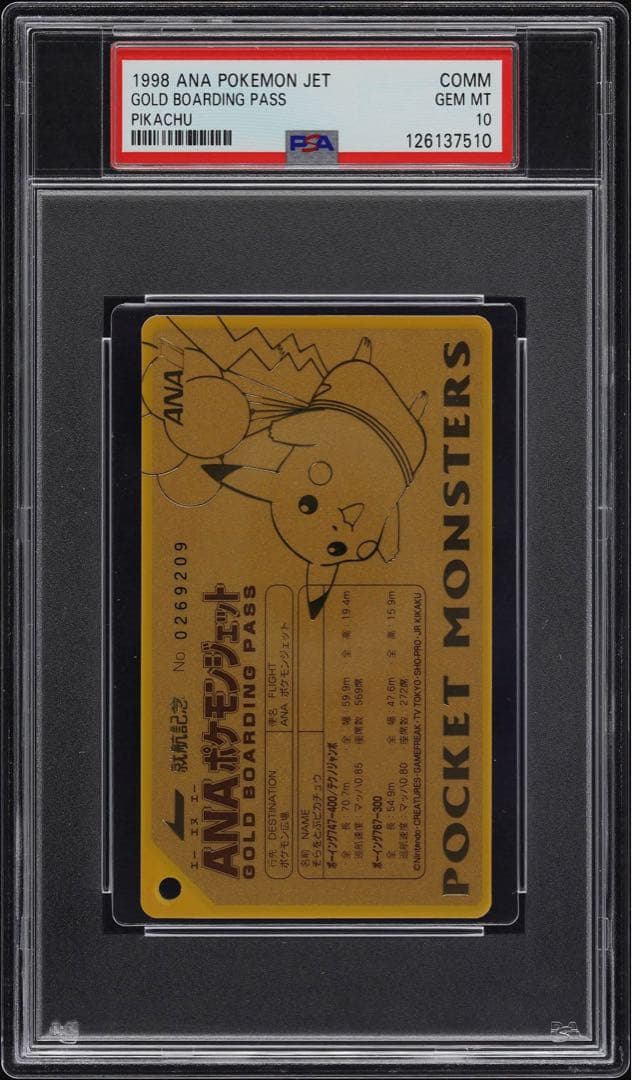 1998 ANA POKEMON JET
COMM
GOLD BOARDING PASS
GEM MT
PIKACHU
10
PSA
126137510
ANA
就航記念 No. 0269209
エー エヌ エー
ANAポケモンジェット
GOLD BOARDING PASS
行先 DESTINATION
ポケモン広場
便名 FLIGHT
ANA ポケモンジェット
名前 NAME
そらをとぶピカチュウ
ボーイング747-400/テクノジャンボ
全 長:70.7m 全 幅:59.9m 全 高:19.4m
巡航速度:マッハ0.85 座席数:569席
ボーイング767-300
全 長:54.9m 全 幅:47.6m 全 高:15.9m
巡航速度:マッハ0.80 座席数:272席
©Nintendo･CREATURES･GAMEFREAK･TV TOKYO･SHO-PRO･JR KIKAKU
POCKET MONSTERS
PSA